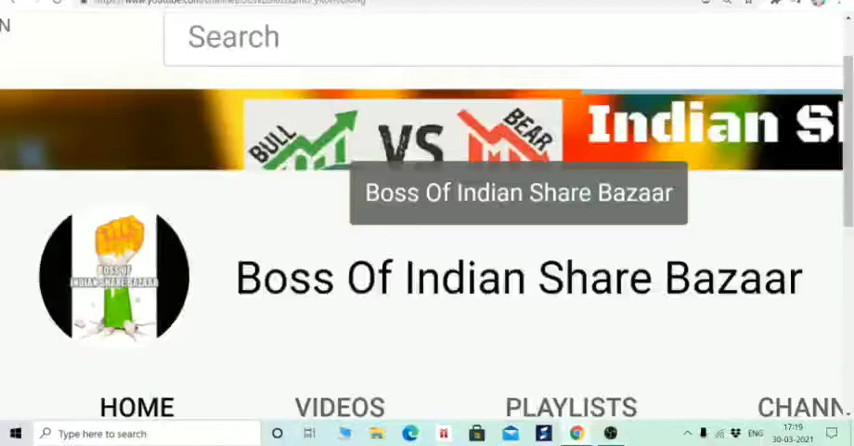 N
Search
BULL VS BEAR
Indian S
Boss Of Indian Share Bazaar
BOSS OF
INDIAN SHARE BAZAAR
Boss Of Indian Share Bazaar
HOME VIDEOS PLAYLISTS CHANN
Type here to search
ENG
17:19
30-03-2021